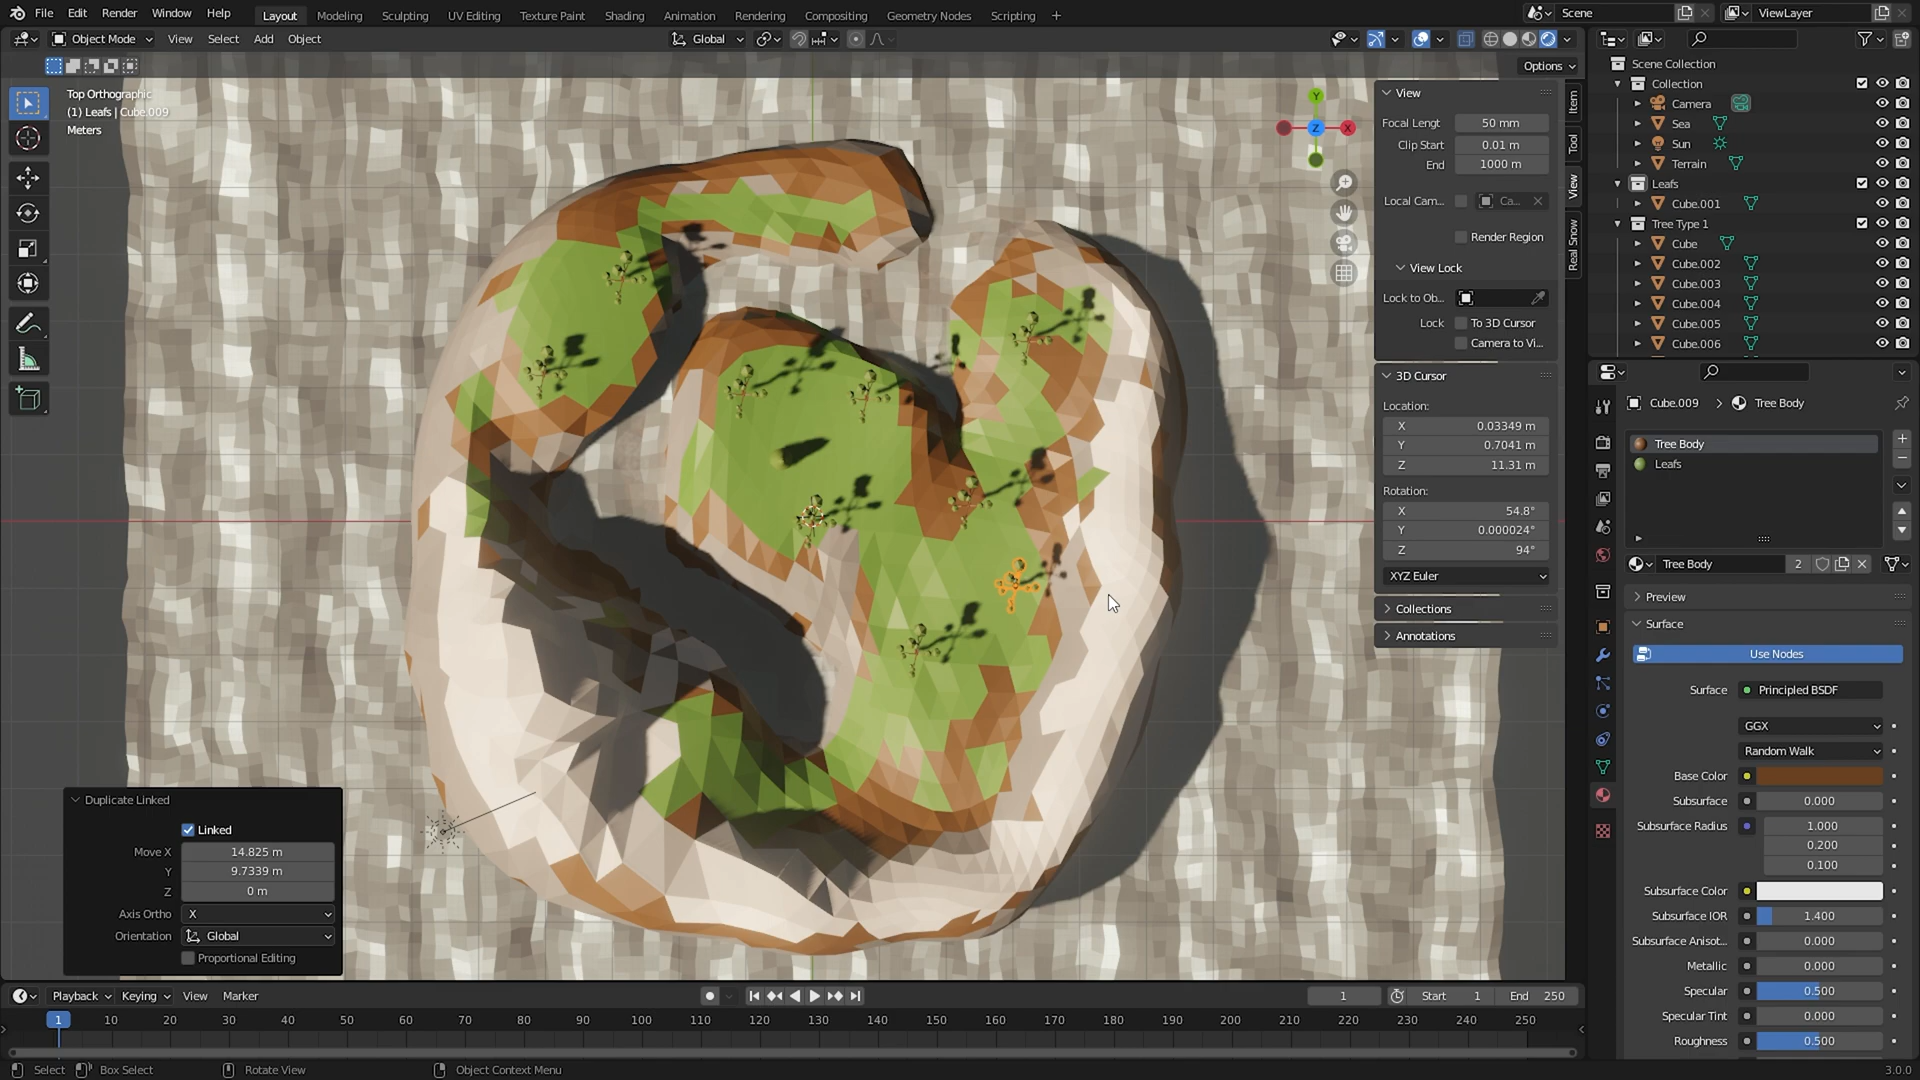 File Edit Render Window Help
Layout Modeling Sculpting UV Editing Texture Paint Shading Animation Rendering Compositing Geometry Nodes Scripting +
Scene
ViewLayer
Object Mode View Select Add Object
Global
Options
Top Orthographic
(1) Leafs | Cube.009
Meters
Y
Z
X
View
Focal Lengt 50 mm
Clip Start 0.01 m
End 1000 m
Local Cam... Ca...
Render Region
View Lock
Lock to Ob...
Lock To 3D Cursor
Camera to Vi...
3D Cursor
Location:
X 0.03349 m
Y 0.7041 m
Z 11.31 m
Rotation:
X 54.8°
Y 0.000024°
Z 94°
XYZ Euler
Collections
Annotations
Item
Tool
View
Real Snow
Scene Collection
Collection
Camera
Sea
Sun
Terrain
Leafs
Cube.001
Tree Type 1
Cube
Cube.002
Cube.003
Cube.004
Cube.005
Cube.006
Cube.009 > Tree Body
Tree Body
Leafs
Tree Body 2
Preview
Surface
Use Nodes
Surface Principled BSDF
GGX
Random Walk
Base Color
Subsurface 0.000
Subsurface Radius 1.000
0.200
0.100
Subsurface Color
Subsurface IOR 1.400
Subsurface Anisot... 0.000
Metallic 0.000
Specular 0.500
Specular Tint 0.000
Roughness 0.500
Duplicate Linked
Linked
Move X 14.825 m
Y 9.7339 m
Z 0 m
Axis Ortho X
Orientation Global
Proportional Editing
Playback Keying View Marker
1 Start 1 End 250
1 10 20 30 40 50 60 70 80 90 100 110 120 130 140 150 160 170 180 190 200 210 220 230 240 250
Select Box Select Rotate View Object Context Menu 3.0.0